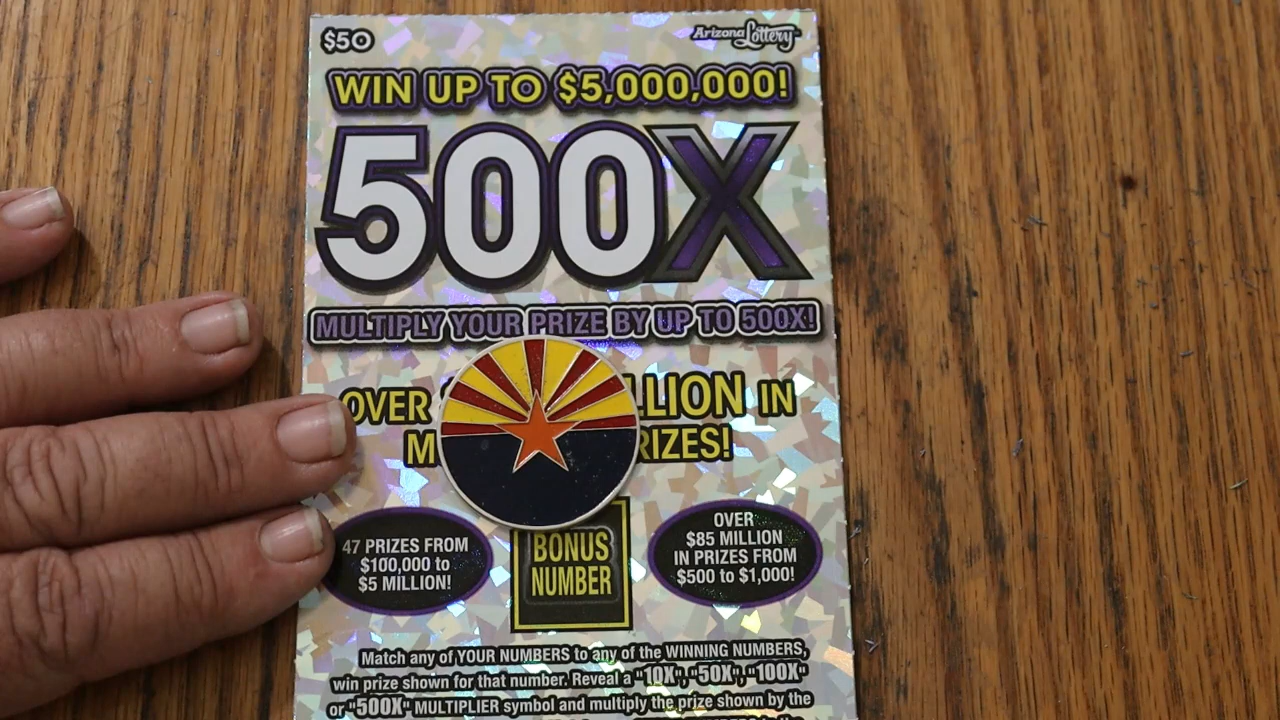 $50
Arizona Lottery
WIN UP TO $5,000,000!
500X
MULTIPLY YOUR PRIZE BY UP TO 500X!
OVER LLION IN
M RIZES!
47 PRIZES FROM
$100,000 to
$5 MILLION!
BONUS
NUMBER
OVER
$85 MILLION
IN PRIZES FROM
$500 to $1,000!
Match any of YOUR NUMBERS to any of the WINNING NUMBERS,
win prize shown for that number. Reveal a "10X", "50X", "100X"
or "500X" MULTIPLIER symbol and multiply the prize shown by the